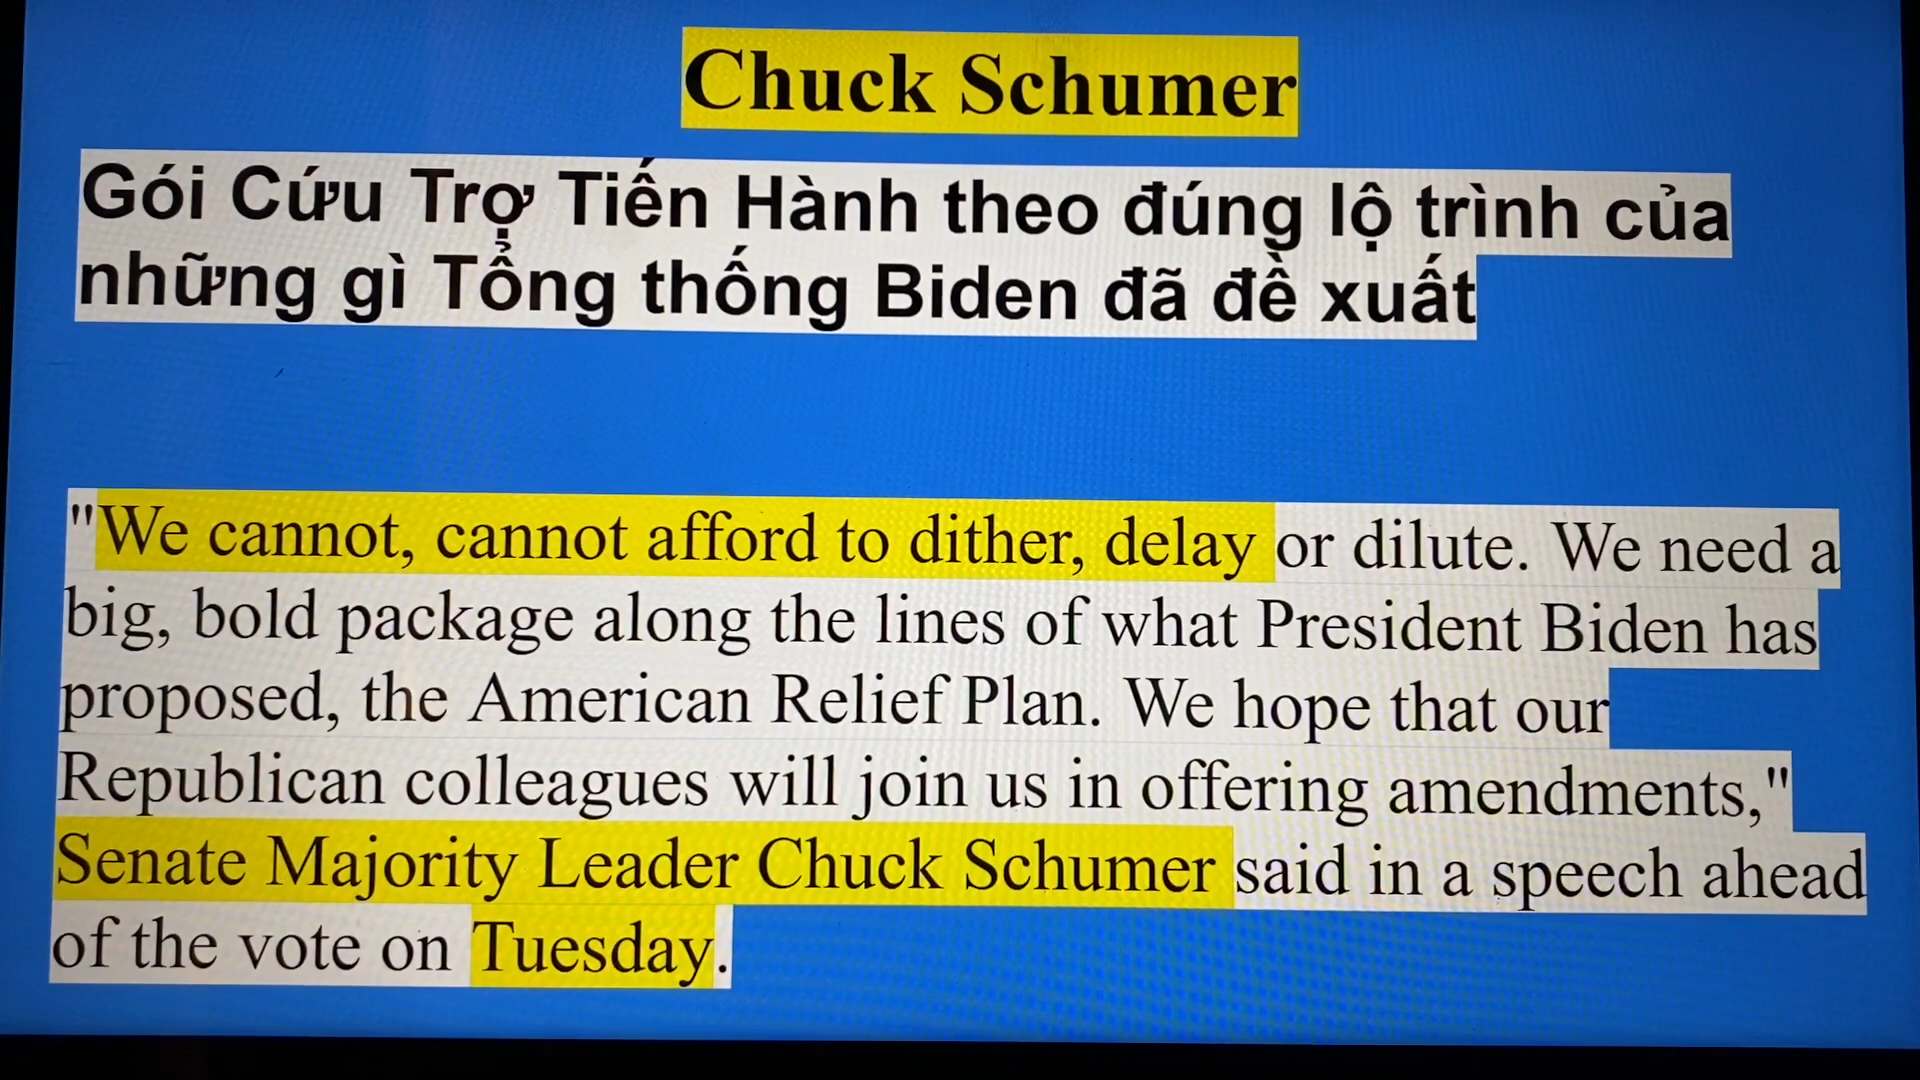 Chuck Schumer
Gói Cứu Trợ Tiến Hành theo đúng lộ trình của
những gì Tổng thống Biden đã đề xuất
"We cannot, cannot afford to dither, delay or dilute. We need a
big, bold package along the lines of what President Biden has
proposed, the American Relief Plan. We hope that our
Republican colleagues will join us in offering amendments,"
Senate Majority Leader Chuck Schumer said in a speech ahead
of the vote on Tuesday.